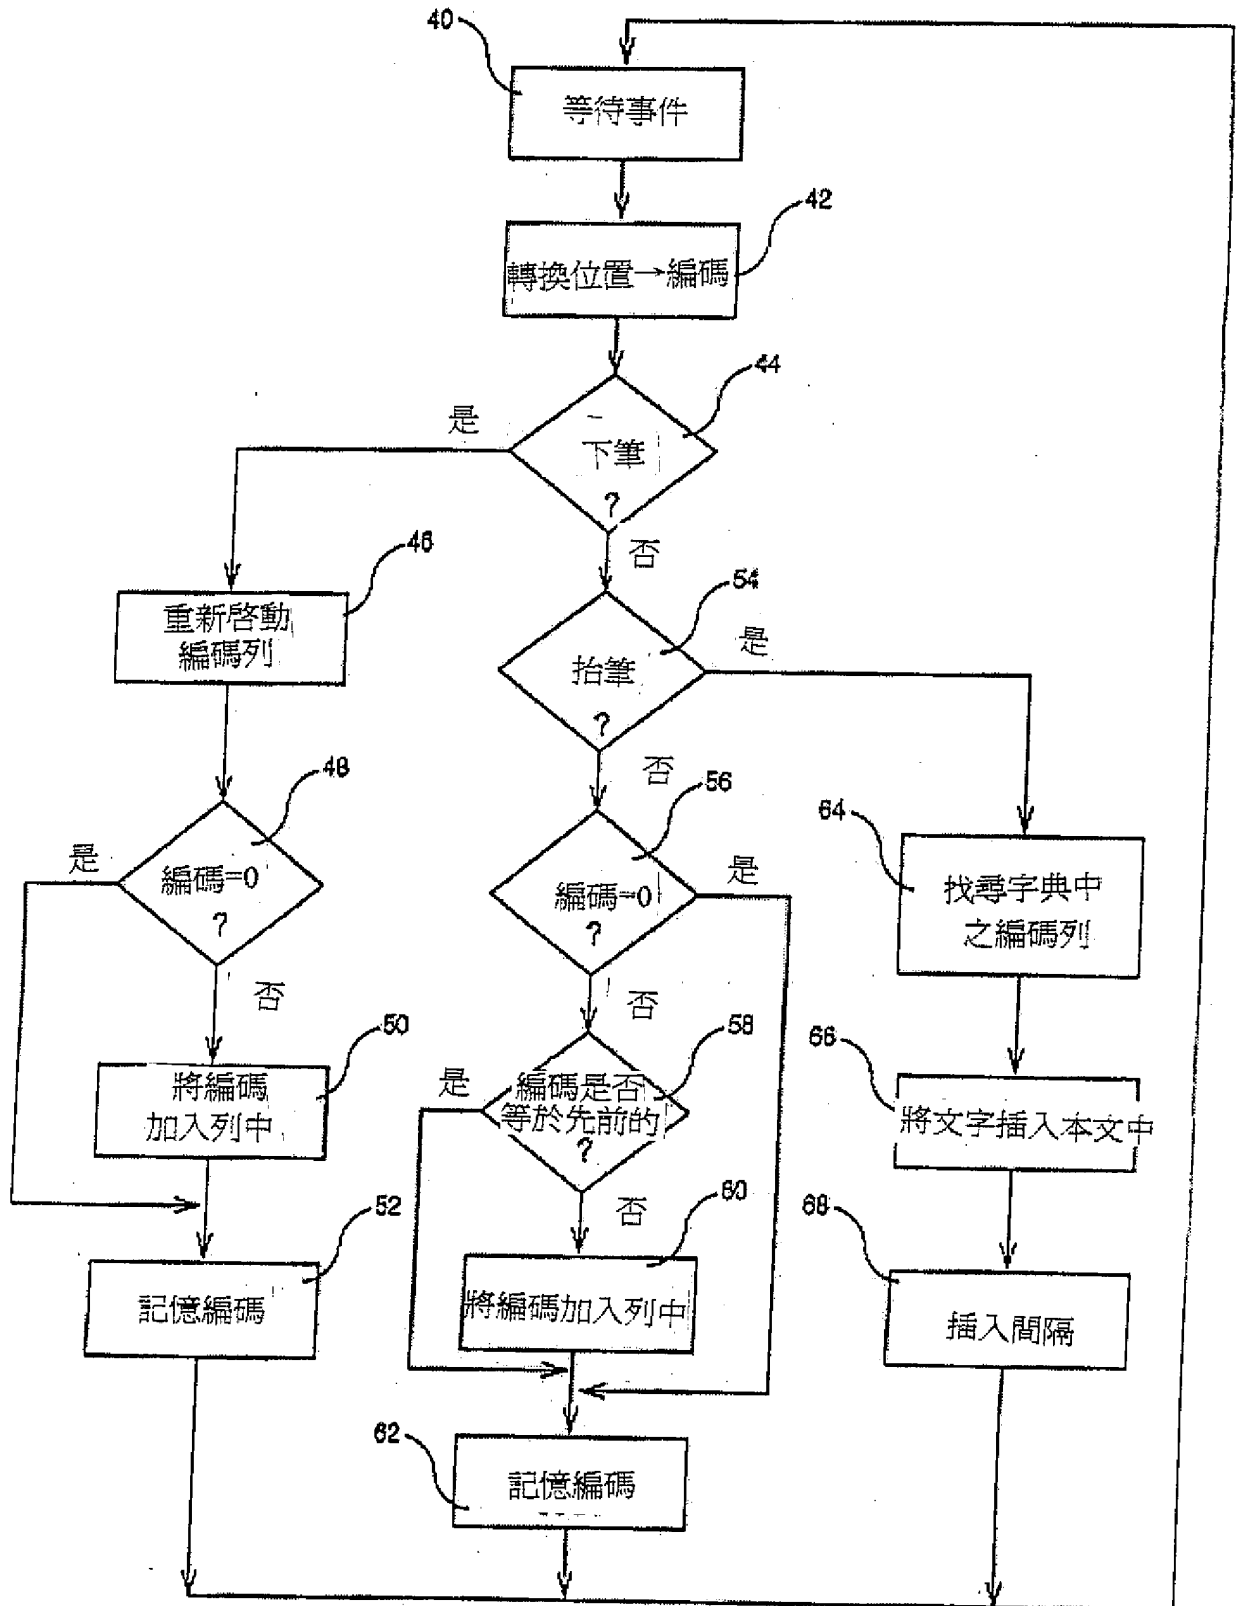 40
等待事件
42
轉換位置→編碼
44
是
下筆
?
否
46
重新啓動
編碼列
54
抬筆
?
是
否
48
是
編碼=0
?
否
56
編碼=0
?
是
否
64
找尋字典中
之編碼列
50
將編碼
加入列中
58
是
編碼是否
等於先前的
?
否
66
將文字插入本文中
52
記憶編碼
60
將編碼加入列中
68
插入間隔
62
記憶編碼